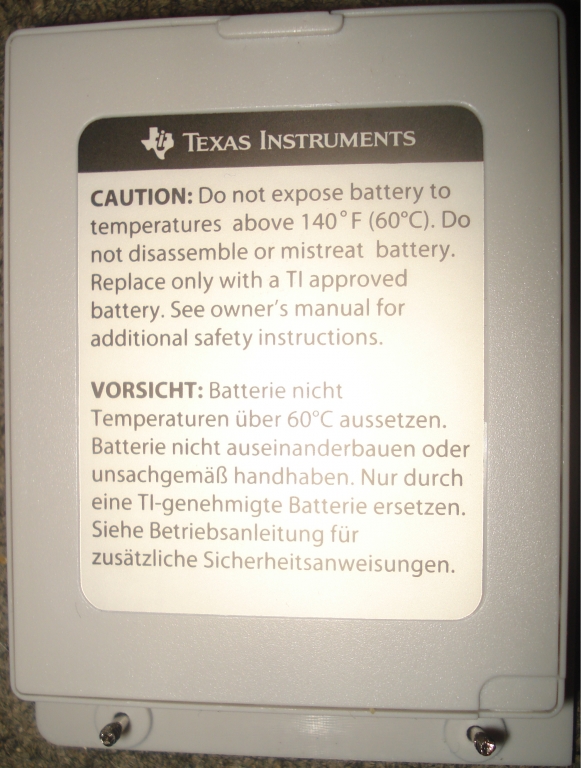 TEXAS INSTRUMENTS
CAUTION: Do not expose battery to
temperatures above 140°F (60°C). Do
not disassemble or mistreat battery.
Replace only with a TI approved
battery. See owner's manual for
additional safety instructions.
VORSICHT: Batterie nicht
Temperaturen über 60°C aussetzen.
Batterie nicht auseinanderbauen oder
unsachgemäß handhaben. Nur durch
eine TI-genehmigte Batterie ersetzen.
Siehe Betriebsanleitung für
zusätzliche Sicherheitsanweisungen.